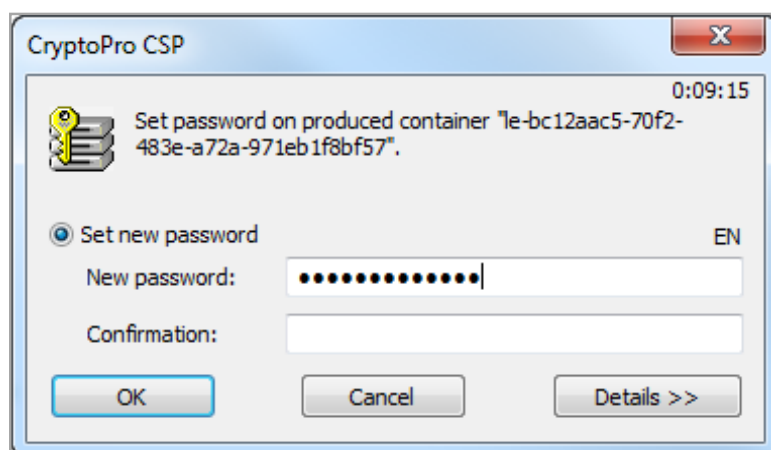 CryptoPro CSP
0:09:15
Set password on produced container "le-bc12aac5-70f2-
483e-a72a-971eb1f8bf57".
Set new password
EN
New password: •••••••••••••
Confirmation:
OK Cancel Details >>